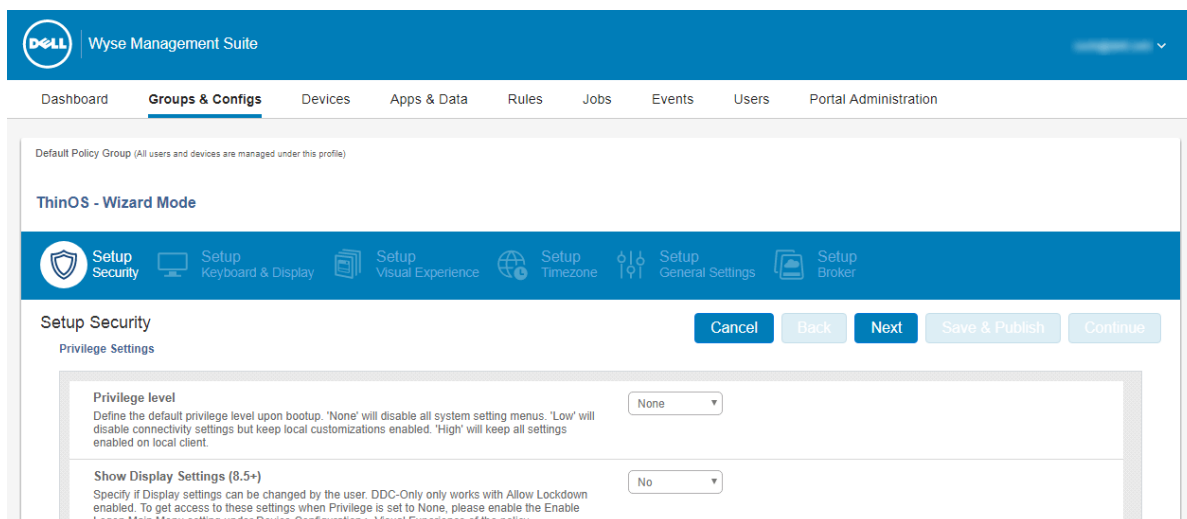 DELL Wyse Management Suite
Dashboard Groups & Configs Devices Apps & Data Rules Jobs Events Users Portal Administration
Default Policy Group (All users and devices are managed under this profile)
ThinOS - Wizard Mode
Setup Security
Setup Keyboard & Display
Setup Visual Experience
Setup Timezone
Setup General Settings
Setup Broker
Setup Security
Cancel Back Next Save & Publish Continue
Privilege Settings
Privilege level
None
Define the default privilege level upon bootup. 'None' will disable all system setting menus. 'Low' will
disable connectivity settings but keep local customizations enabled. 'High' will keep all settings
enabled on local client.
Show Display Settings (8.5+)
No
Specify if Display settings can be changed by the user. DDC-Only only works with Allow Lockdown
enabled. To get access to these settings when Privilege is set to None, please enable the Enable